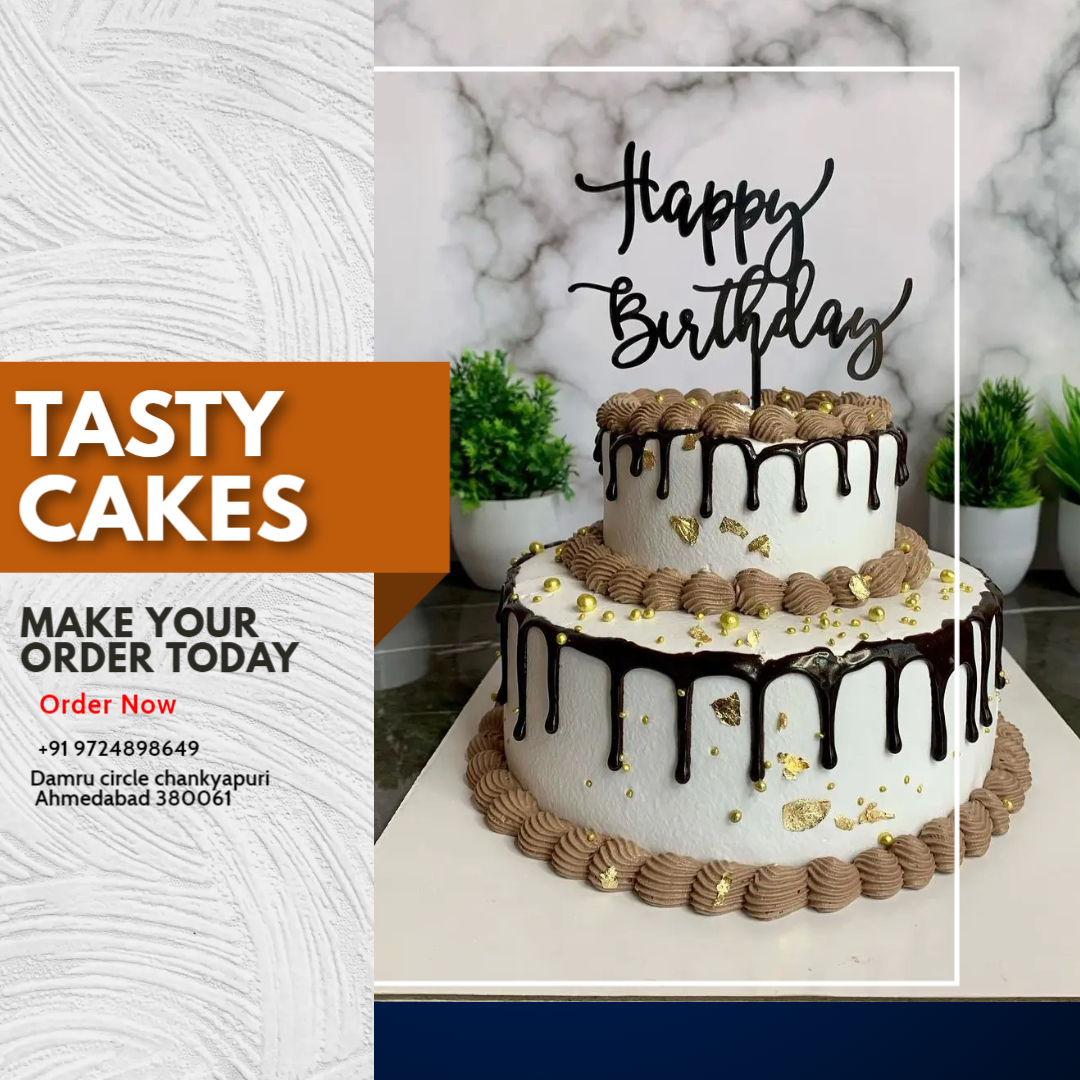 Happy
Birthday
TASTY
CAKES
MAKE YOUR
ORDER TODAY
Order Now
+91 9724898649
Damru circle chankyapuri
Ahmedabad 380061